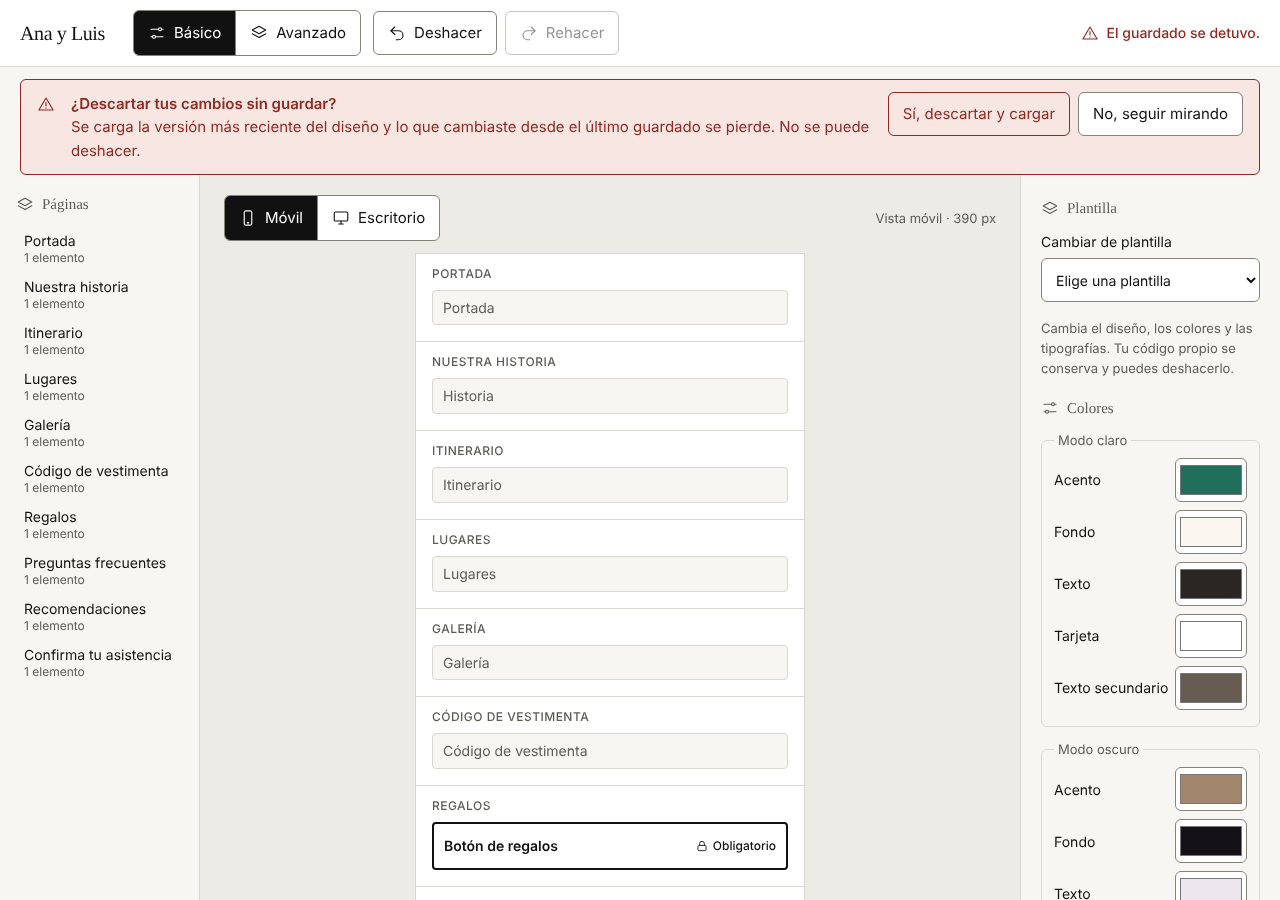 Ana y Luis
Básico
Avanzado
Deshacer
Rehacer
El guardado se detuvo.
¿Descartar tus cambios sin guardar?
Se carga la versión más reciente del diseño y lo que cambiaste desde el último guardado se pierde. No se puede
deshacer.
Sí, descartar y cargar
No, seguir mirando
Páginas
Portada
1 elemento
Nuestra historia
1 elemento
Itinerario
1 elemento
Lugares
1 elemento
Galería
1 elemento
Código de vestimenta
1 elemento
Regalos
1 elemento
Preguntas frecuentes
1 elemento
Recomendaciones
1 elemento
Confirma tu asistencia
1 elemento
Móvil
Escritorio
Vista móvil · 390 px
PORTADA
Portada
NUESTRA HISTORIA
Historia
ITINERARIO
Itinerario
LUGARES
Lugares
GALERÍA
Galería
CÓDIGO DE VESTIMENTA
Código de vestimenta
REGALOS
Botón de regalos
Obligatorio
Plantilla
Cambiar de plantilla
Elige una plantilla
Cambia el diseño, los colores y las
tipografías. Tu código propio se
conserva y puedes deshacerlo.
Colores
Modo claro
Acento
Fondo
Texto
Tarjeta
Texto secundario
Modo oscuro
Acento
Fondo
Texto